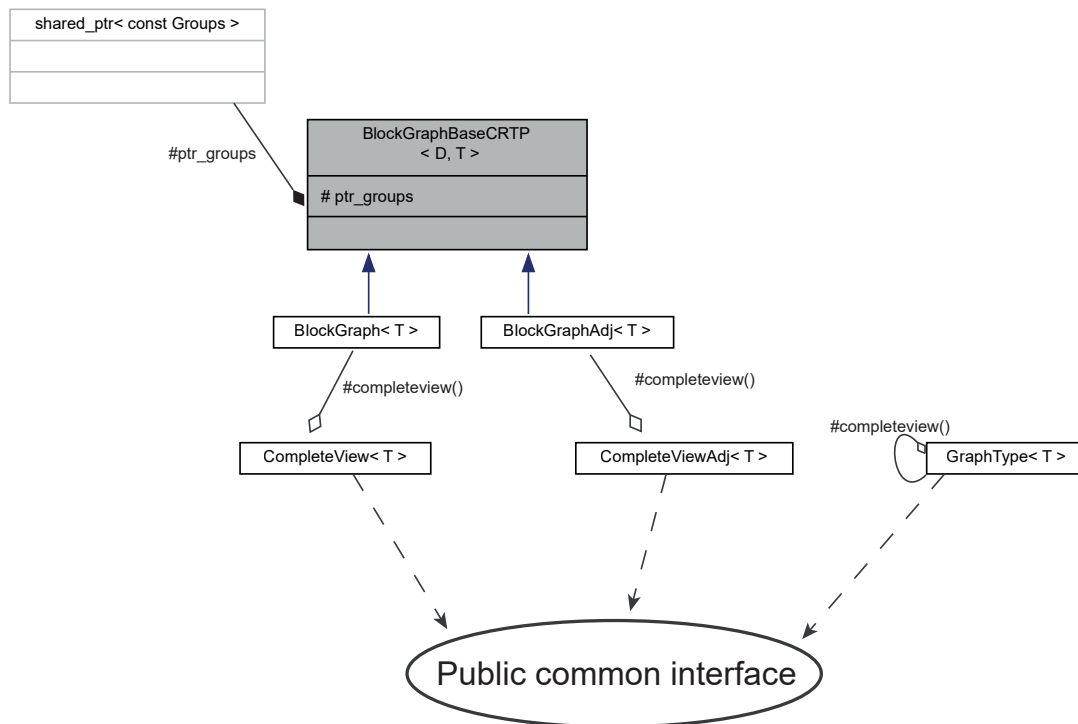 shared_ptr< const Groups >
#ptr_groups
BlockGraphBaseCRTP
< D, T >
# ptr_groups
BlockGraph< T >
BlockGraphAdj< T >
#completeview()
#completeview()
#completeview()
CompleteView< T >
CompleteViewAdj< T >
GraphType< T >
Public common interface